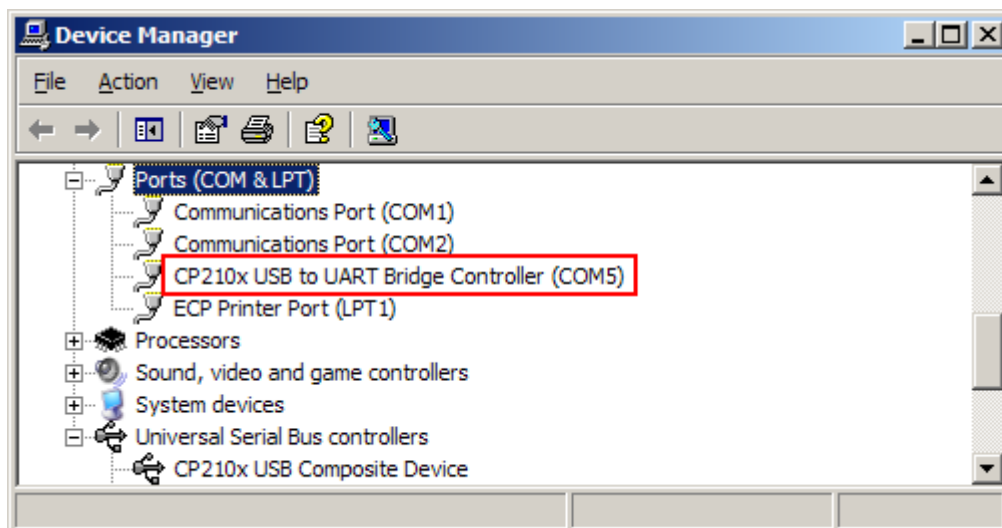 Device Manager
File Action View Help
Ports (COM & LPT)
Communications Port (COM1)
Communications Port (COM2)
CP210x USB to UART Bridge Controller (COM5)
ECP Printer Port (LPT1)
Processors
Sound, video and game controllers
System devices
Universal Serial Bus controllers
CP210x USB Composite Device